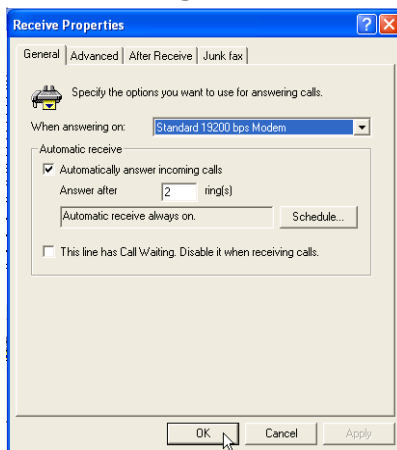 Receive Properties
General Advanced After Receive Junk fax
Specify the options you want to use for answering calls.
When answering on: Standard 19200 bps Modem
Automatic receive
Automatically answer incoming calls
Answer after 2 ring(s)
Automatic receive always on. Schedule...
This line has Call Waiting. Disable it when receiving calls.
OK Cancel Apply